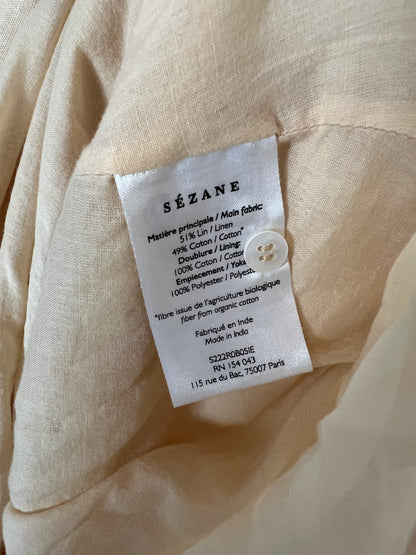 SÉZANE
Matière principale / Main fabric:
51% Lin / Linen
49% Coton / Cotton*
Doublure / Lining:
100% Coton / Cotton
Empiecement / Yoke
100% Polyester / Polyester
*Fibre issue de l'agriculture biologique
fiber from organic cotton
Fabriqué en Inde
Made in India
S222R0B05IE
RN 154 043
115 rue du Bac, 75007 Paris